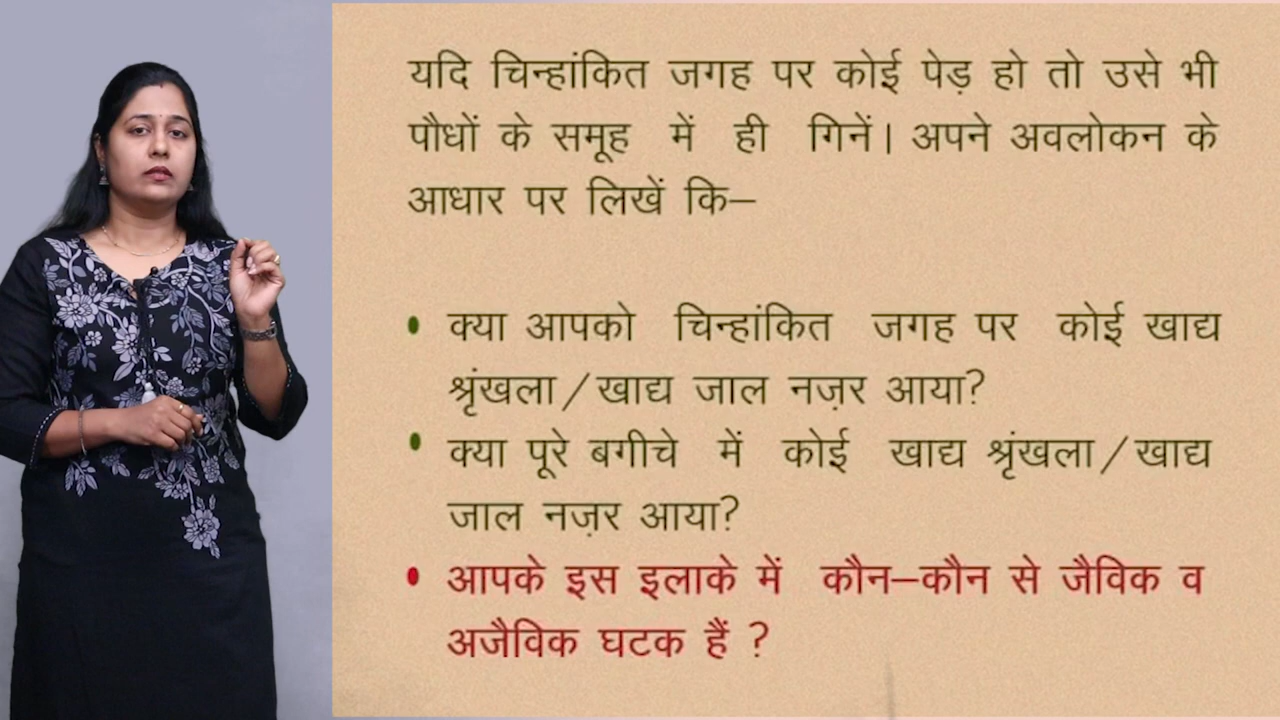 यदि चिन्हांकित जगह पर कोई पेड़ हो तो उसे भी
पौधों के समूह में ही गिनें। अपने अवलोकन के
आधार पर लिखें कि–
• क्या आपको चिन्हांकित जगह पर कोई खाद्य
श्रृंखला/खाद्य जाल नज़र आया?
• क्या पूरे बगीचे में कोई खाद्य श्रृंखला/खाद्य
जाल नज़र आया?
• आपके इस इलाके में कौन–कौन से जैविक व
अजैविक घटक हैं ?